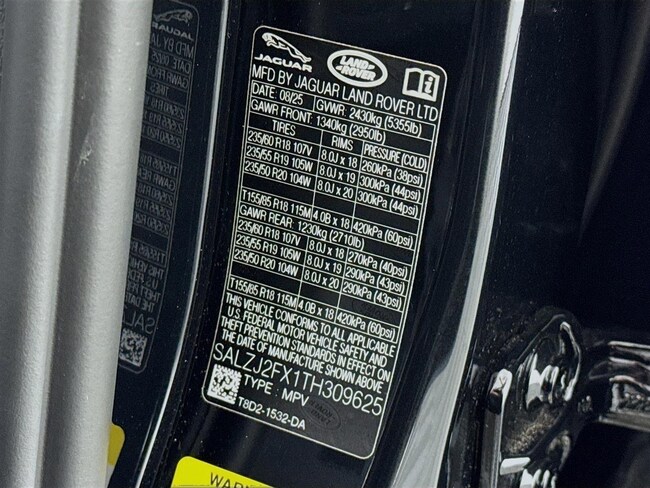 JAGUAR
LAND ROVER
MFD BY JAGUAR LAND ROVER LTD
DATE: 08/25 GVWR: 2430kg (5355lb)
GAWR FRONT: 1340kg (2950lb)
TIRES RIMS PRESSURE (COLD)
235/60 R18 107V 8.0J x 18 260kPa (38psi)
235/55 R19 105W 8.0J x 19 300kPa (44psi)
235/50 R20 104W 8.0J x 20 300kPa (44psi)
T155/85 R18 115M 4.0B x 18 420kPa (60psi)
GAWR REAR: 1230kg (2710lb)
235/60 R18 107V 8.0J x 18 270kPa (40psi)
235/55 R19 105W 8.0J x 19 290kPa (43psi)
235/50 R20 104W 8.0J x 20 290kPa (43psi)
T155/85 R18 115M 4.0B x 18 420kPa (60psi)
THIS VEHICLE CONFORMS TO ALL APPLICABLE
U.S. FEDERAL MOTOR VEHICLE SAFETY AND
THEFT PREVENTION STANDARDS IN EFFECT ON
THE DATE OF MANUFACTURE SHOWN ABOVE
SALZJ2FX1TH309625
TYPE: MPV
T8D2-1532-DA